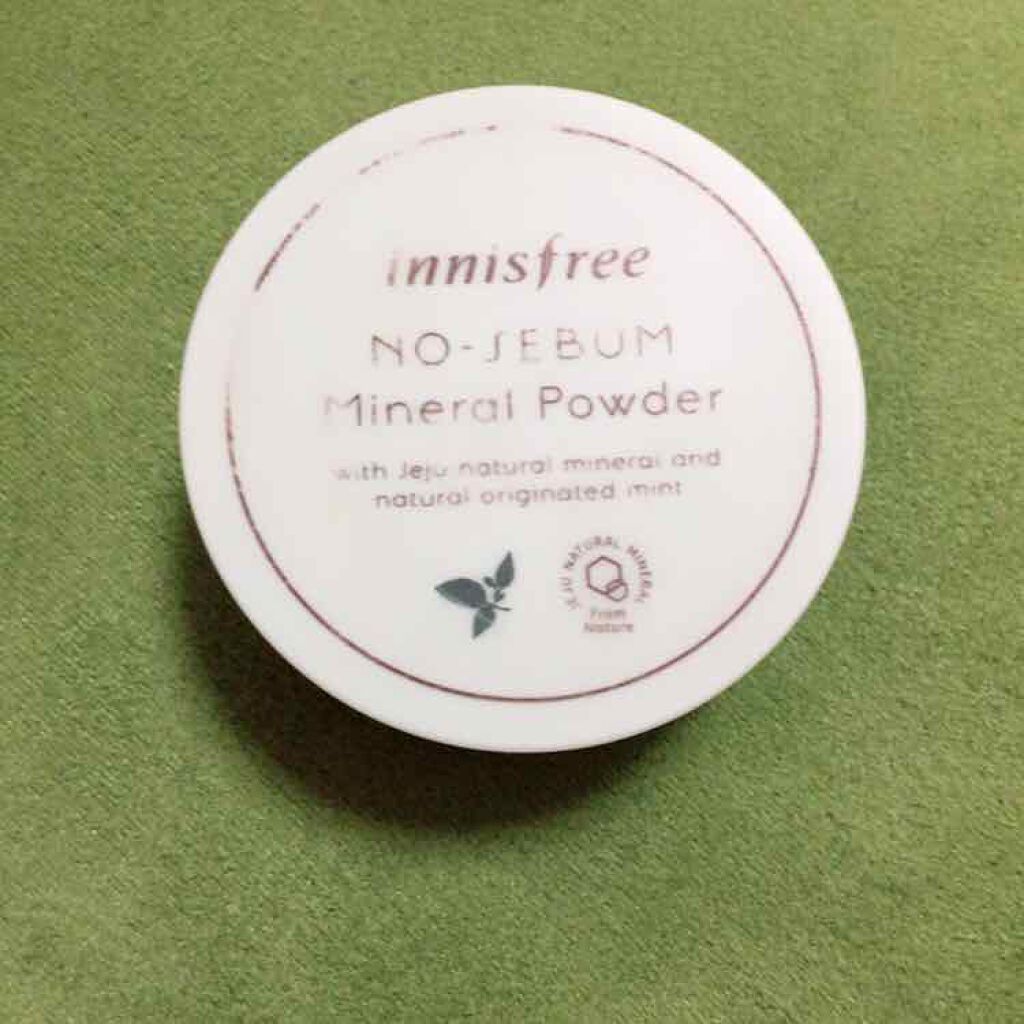 innisfree
NO-SEBUM
Mineral Powder
with Jeju natural mineral and
natural originated mint
JEJU NATURAL MINERAL
From
Nature